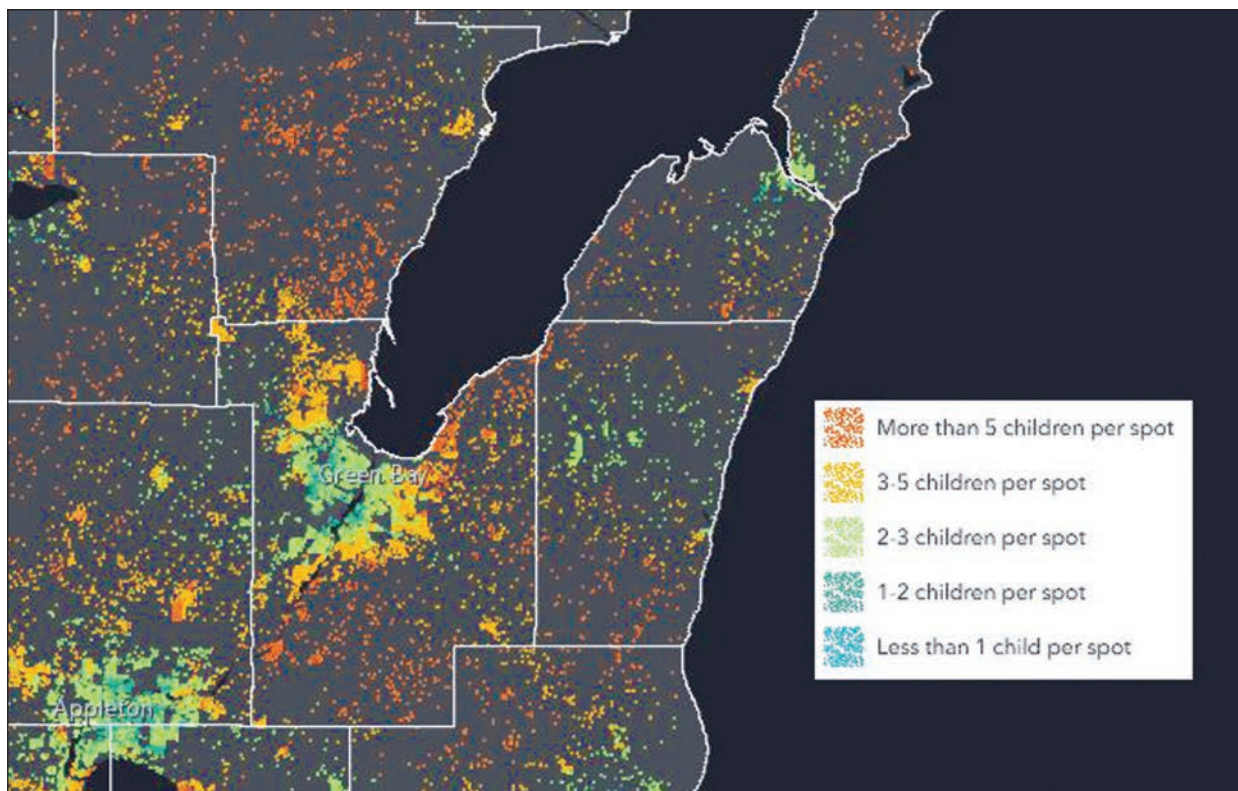 Green Bay
Appleton
More than 5 children per spot
3-5 children per spot
2-3 children per spot
1-2 children per spot
Less than 1 child per spot